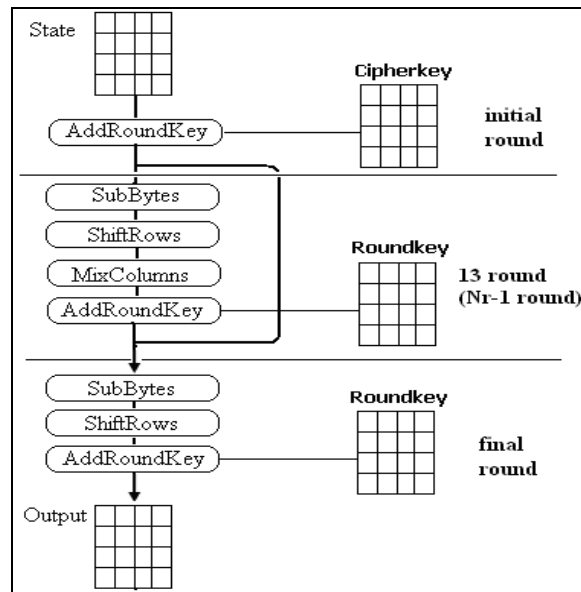 State
Cipherkey
AddRoundKey
initial
round
SubBytes
ShiftRows
MixColumns
AddRoundKey
Roundkey
13 round
(Nr-1 round)
SubBytes
ShiftRows
AddRoundKey
Roundkey
final
round
Output